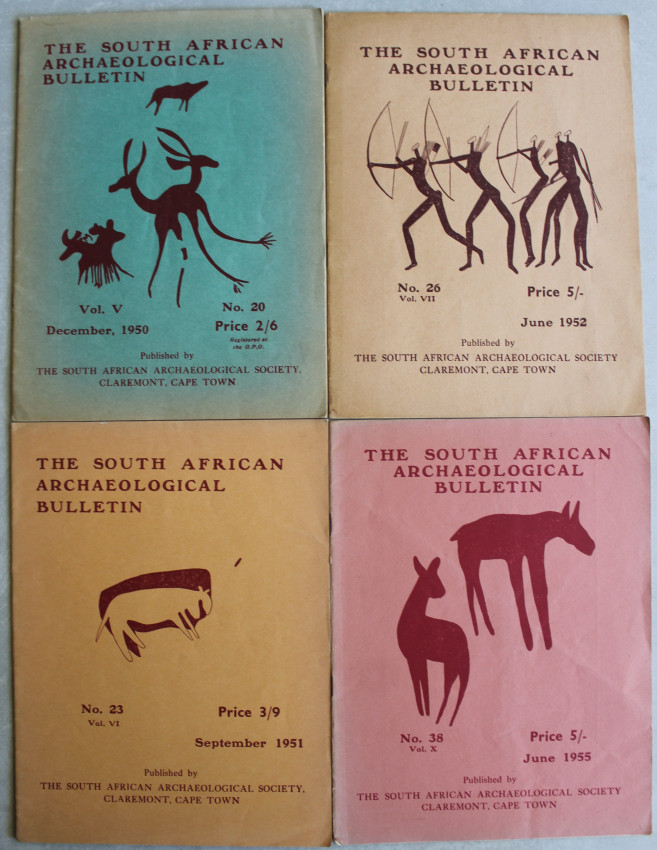 THE SOUTH AFRICAN
ARCHAEOLOGICAL
BULLETIN
Vol. V
No. 20
December, 1950
Price 2/6
Registered at
the G.P.O.
Published by
THE SOUTH AFRICAN ARCHAEOLOGICAL SOCIETY,
CLAREMONT, CAPE TOWN
THE SOUTH AFRICAN
ARCHAEOLOGICAL
BULLETIN
No. 26
Vol. VII
Price 5/-
June 1952
Published by
THE SOUTH AFRICAN ARCHAEOLOGICAL SOCIETY
CLAREMONT, CAPE TOWN
THE SOUTH AFRICAN
ARCHAEOLOGICAL
BULLETIN
No. 23
Vol. VI
Price 3/9
September 1951
Published by
THE SOUTH AFRICAN ARCHAEOLOGICAL SOCIETY,
CLAREMONT, CAPE TOWN
THE SOUTH AFRICAN
ARCHAEOLOGICAL
BULLETIN
No. 38
Vol. X
Price 5/-
June 1955
Published by
THE SOUTH AFRICAN ARCHAEOLOGICAL SOCIETY
CLAREMONT, CAPE TOWN